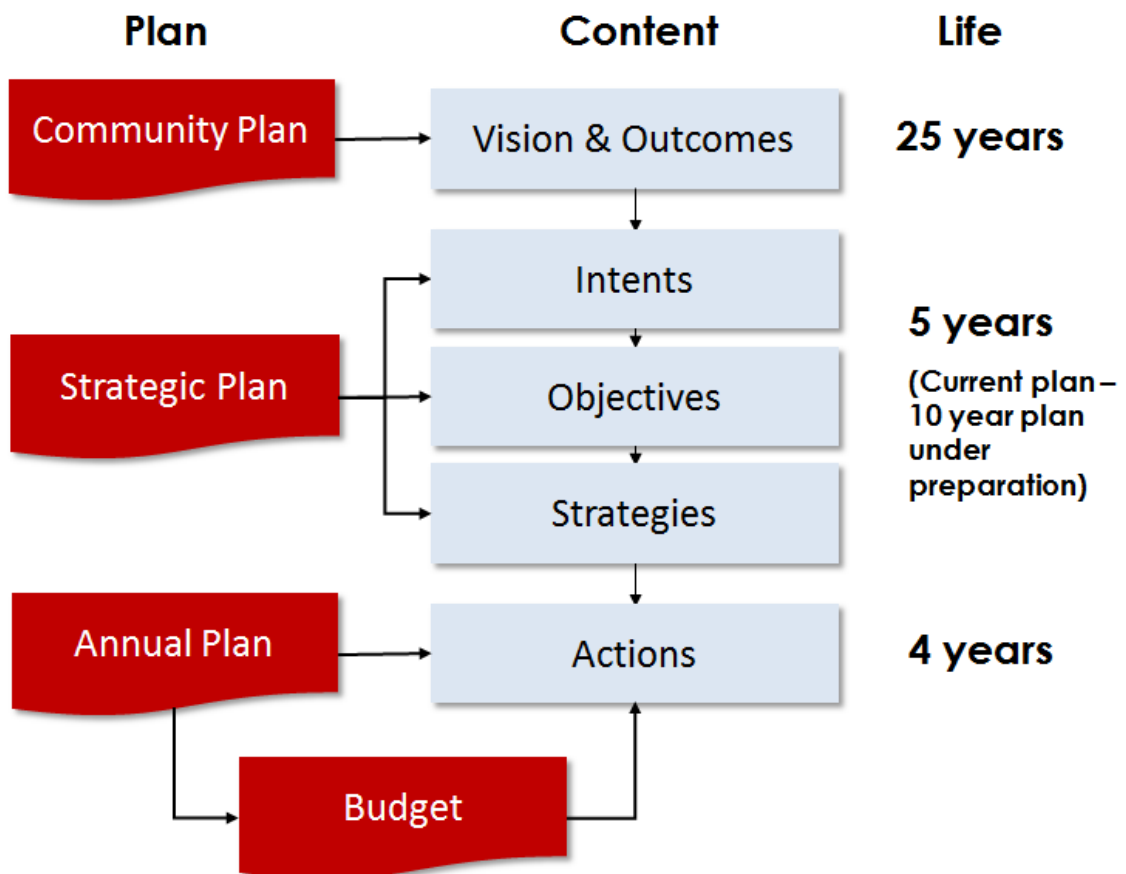 Plan Content Life
Community Plan
Vision & Outcomes
25 years
Intents
Strategic Plan
Objectives
Strategies
5 years
(Current plan –
10 year plan
under
preparation)
Annual Plan
Actions
4 years
Budget